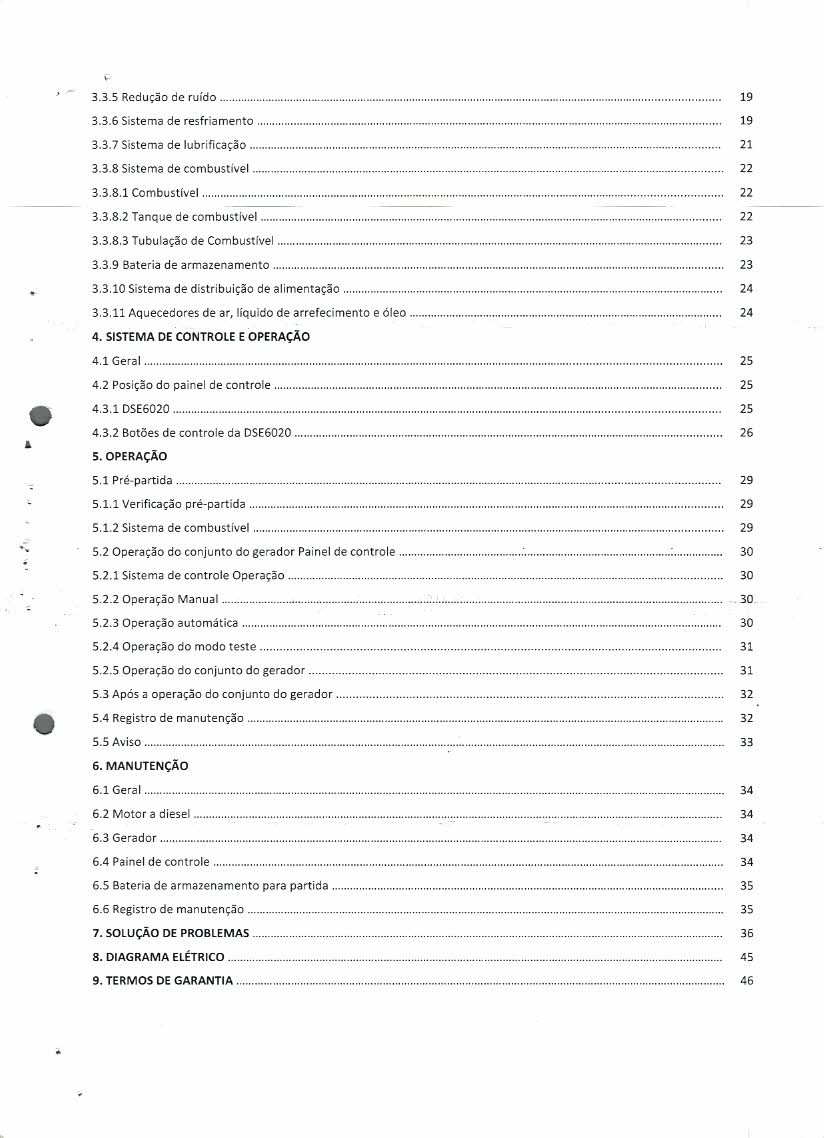 3.3.5 Redução de ruído ........ 19
3.3.6 Sistema de resfriamento ........ 19
3.3.7 Sistema de lubrificação ........ 21
3.3.8 Sistema de combustível ........ 22
3.3.8.1 Combustível ........ 22
3.3.8.2 Tanque de combustível ........ 22
3.3.8.3 Tubulação de Combustível ........ 23
3.3.9 Bateria de armazenamento ........ 23
3.3.10 Sistema de distribuição de alimentação ........ 24
3.3.11 Aquecedores de ar, líquido de arrefecimento e óleo ........ 24
4. SISTEMA DE CONTROLE E OPERAÇÃO
4.1 Geral ........ 25
4.2 Posição do painel de controle ........ 25
4.3.1 DSE6020 ........ 25
4.3.2 Botões de controle da DSE6020 ........ 26
5. OPERAÇÃO
5.1 Pré-partida ........ 29
5.1.1 Verificação pré-partida ........ 29
5.1.2 Sistema de combustível ........ 29
5.2 Operação do conjunto do gerador Painel de controle ........ 30
5.2.1 Sistema de controle Operação ........ 30
5.2.2 Operação Manual ........ 30
5.2.3 Operação automática ........ 30
5.2.4 Operação do modo teste ........ 31
5.2.5 Operação do conjunto do gerador ........ 31
5.3 Após a operação do conjunto do gerador ........ 32
5.4 Registro de manutenção ........ 32
5.5 Aviso ........ 33
6. MANUTENÇÃO
6.1 Geral ........ 34
6.2 Motor a diesel ........ 34
6.3 Gerador ........ 34
6.4 Painel de controle ........ 34
6.5 Bateria de armazenamento para partida ........ 35
6.6 Registro de manutenção ........ 35
7. SOLUÇÃO DE PROBLEMAS ........ 36
8. DIAGRAMA ELÉTRICO ........ 45
9. TERMOS DE GARANTIA ........ 46